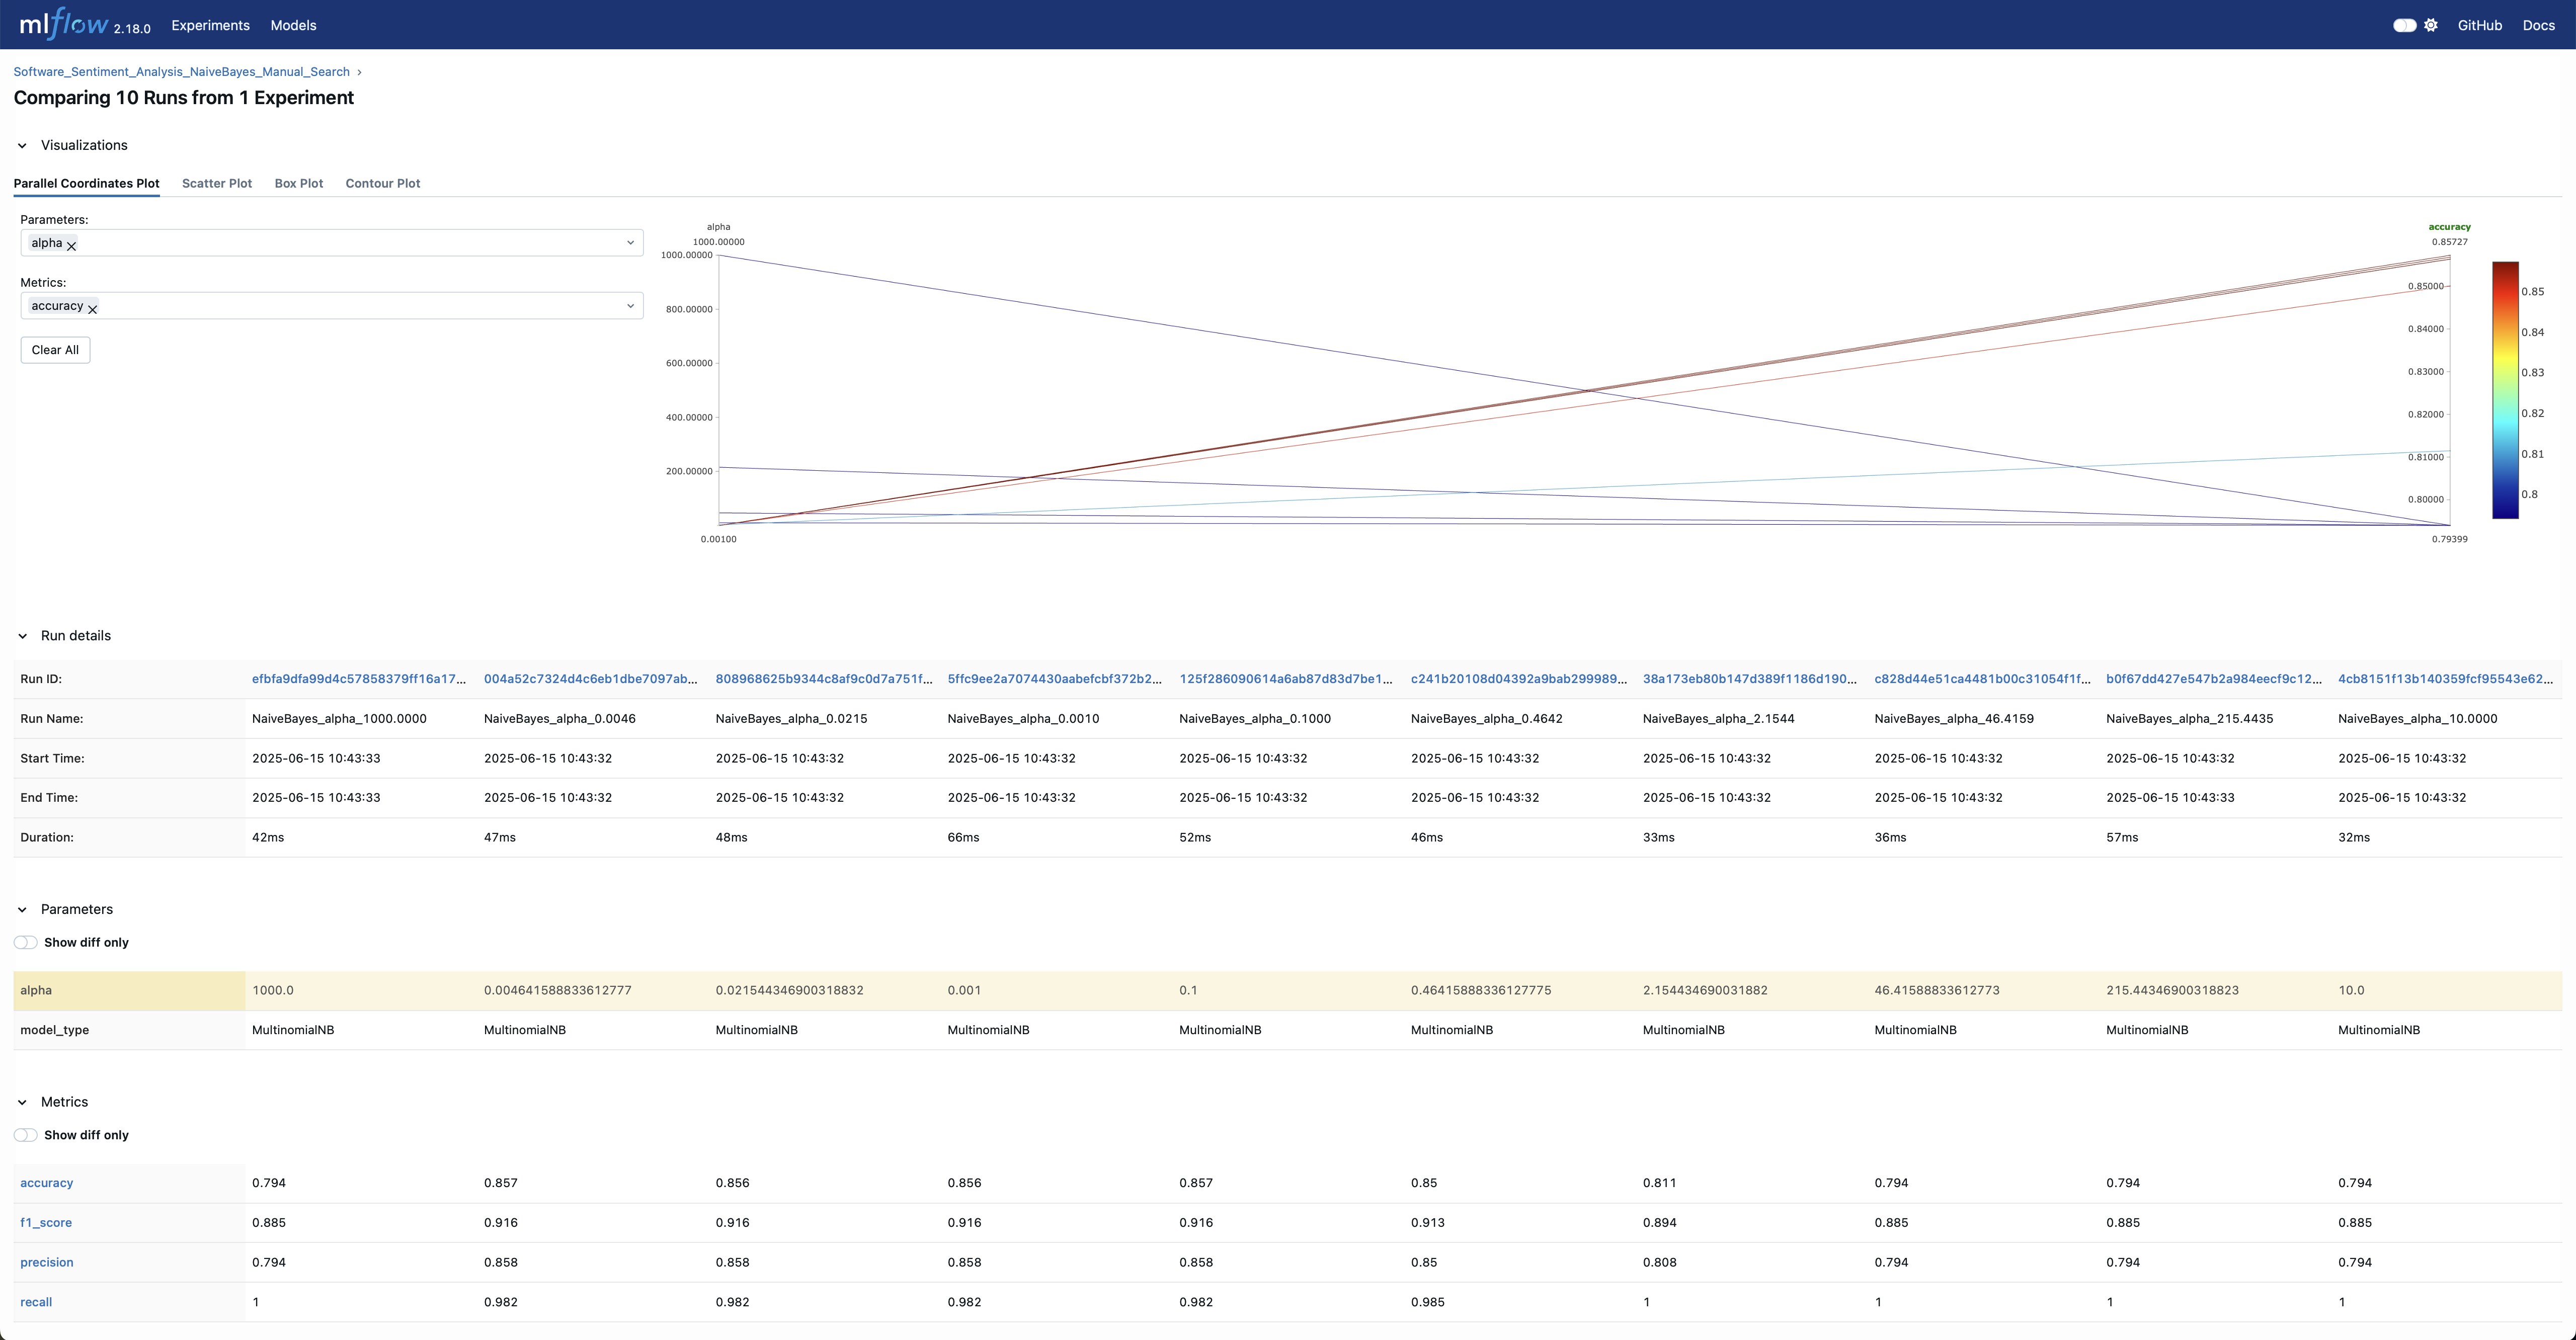 mlflow 2.18.0 Experiments Models GitHub Docs
Software_Sentiment_Analysis_NaiveBayes_Manual_Search ›
Comparing 10 Runs from 1 Experiment
Visualizations
Parallel Coordinates Plot Scatter Plot Box Plot Contour Plot
Parameters:
alpha
Metrics:
accuracy
Clear All
alpha
1000.00000
1000.00000
800.00000
600.00000
400.00000
200.00000
0.00100
accuracy
0.85727
0.85000
0.84000
0.83000
0.82000
0.81000
0.80000
0.79399
0.85
0.84
0.83
0.82
0.81
0.8
Run details
Run ID: efbfa9dfa99d4c57858379ff16a17... 004a52c7324d4c6eb1dbe7097ab... 808968625b9344c8af9c0d7a751f... 5ffc9ee2a7074430aabefcbf372b2... 125f286090614a6ab87d83d7be1... c241b20108d04392a9bab299989... 38a173eb80b147d389f1186d190... c828d44e51ca4481b00c31054f1f... b0f67dd427e547b2a984eecf9c12... 4cb8151f13b140359fcf95543e62...
Run Name: NaiveBayes_alpha_1000.0000 NaiveBayes_alpha_0.0046 NaiveBayes_alpha_0.0215 NaiveBayes_alpha_0.0010 NaiveBayes_alpha_0.1000 NaiveBayes_alpha_0.4642 NaiveBayes_alpha_2.1544 NaiveBayes_alpha_46.4159 NaiveBayes_alpha_215.4435 NaiveBayes_alpha_10.0000
Start Time: 2025-06-15 10:43:33 2025-06-15 10:43:32 2025-06-15 10:43:32 2025-06-15 10:43:32 2025-06-15 10:43:32 2025-06-15 10:43:32 2025-06-15 10:43:32 2025-06-15 10:43:32 2025-06-15 10:43:32 2025-06-15 10:43:32
End Time: 2025-06-15 10:43:33 2025-06-15 10:43:32 2025-06-15 10:43:32 2025-06-15 10:43:32 2025-06-15 10:43:32 2025-06-15 10:43:32 2025-06-15 10:43:32 2025-06-15 10:43:32 2025-06-15 10:43:33 2025-06-15 10:43:32
Duration: 42ms 47ms 48ms 66ms 52ms 46ms 33ms 36ms 57ms 32ms
Parameters
Show diff only
alpha 1000.0 0.004641588833612777 0.021544346900318832 0.001 0.1 0.46415888336127775 2.154434690031882 46.41588833612773 215.44346900318823 10.0
model_type MultinomialNB MultinomialNB MultinomialNB MultinomialNB MultinomialNB MultinomialNB MultinomialNB MultinomialNB MultinomialNB MultinomialNB
Metrics
Show diff only
accuracy 0.794 0.857 0.856 0.856 0.857 0.85 0.811 0.794 0.794 0.794
f1_score 0.885 0.916 0.916 0.916 0.916 0.913 0.894 0.885 0.885 0.885
precision 0.794 0.858 0.858 0.858 0.858 0.85 0.808 0.794 0.794 0.794
recall 1 0.982 0.982 0.982 0.982 0.985 1 1 1 1